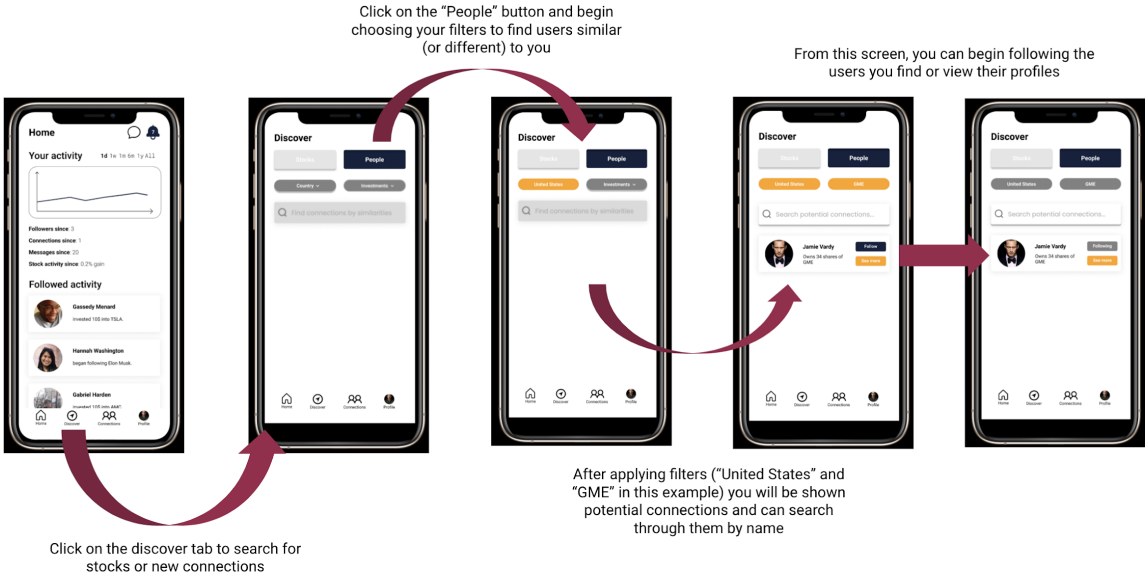 Click on the “People” button and begin
choosing your filters to find users similar
(or different) to you
From this screen, you can begin following the
users you find or view their profiles
Home
Your activity 1d 1w 1m 6m 1y All
Followers since: 3
Connections since: 1
Messages since: 20
Stock activity since: 0.2% gain
Followed activity
Gassedy Menard
invested 10$ into TSLA.
Hannah Washington
began following Elon Musk.
Gabriel Harden
invested 10$ into AMC.
Home Discover Connections Profile
Discover
Stocks People
Country Investments
Find connections by similarities
Home Discover Connections Profile
Discover
Stocks People
United States Investments
Find connections by similarities
Home Discover Connections Profile
Discover
Stocks People
United States GME
Search potential connections...
Jamie Vardy Follow
Owns 34 shares of
GME See more
Home Discover Connections Profile
Discover
Stocks People
United States GME
Search potential connections...
Jamie Vardy Following
Owns 34 shares of
GME See more
Home Discover Connections Profile
After applying filters (“United States” and
“GME” in this example) you will be shown
potential connections and can search
through them by name
Click on the discover tab to search for
stocks or new connections